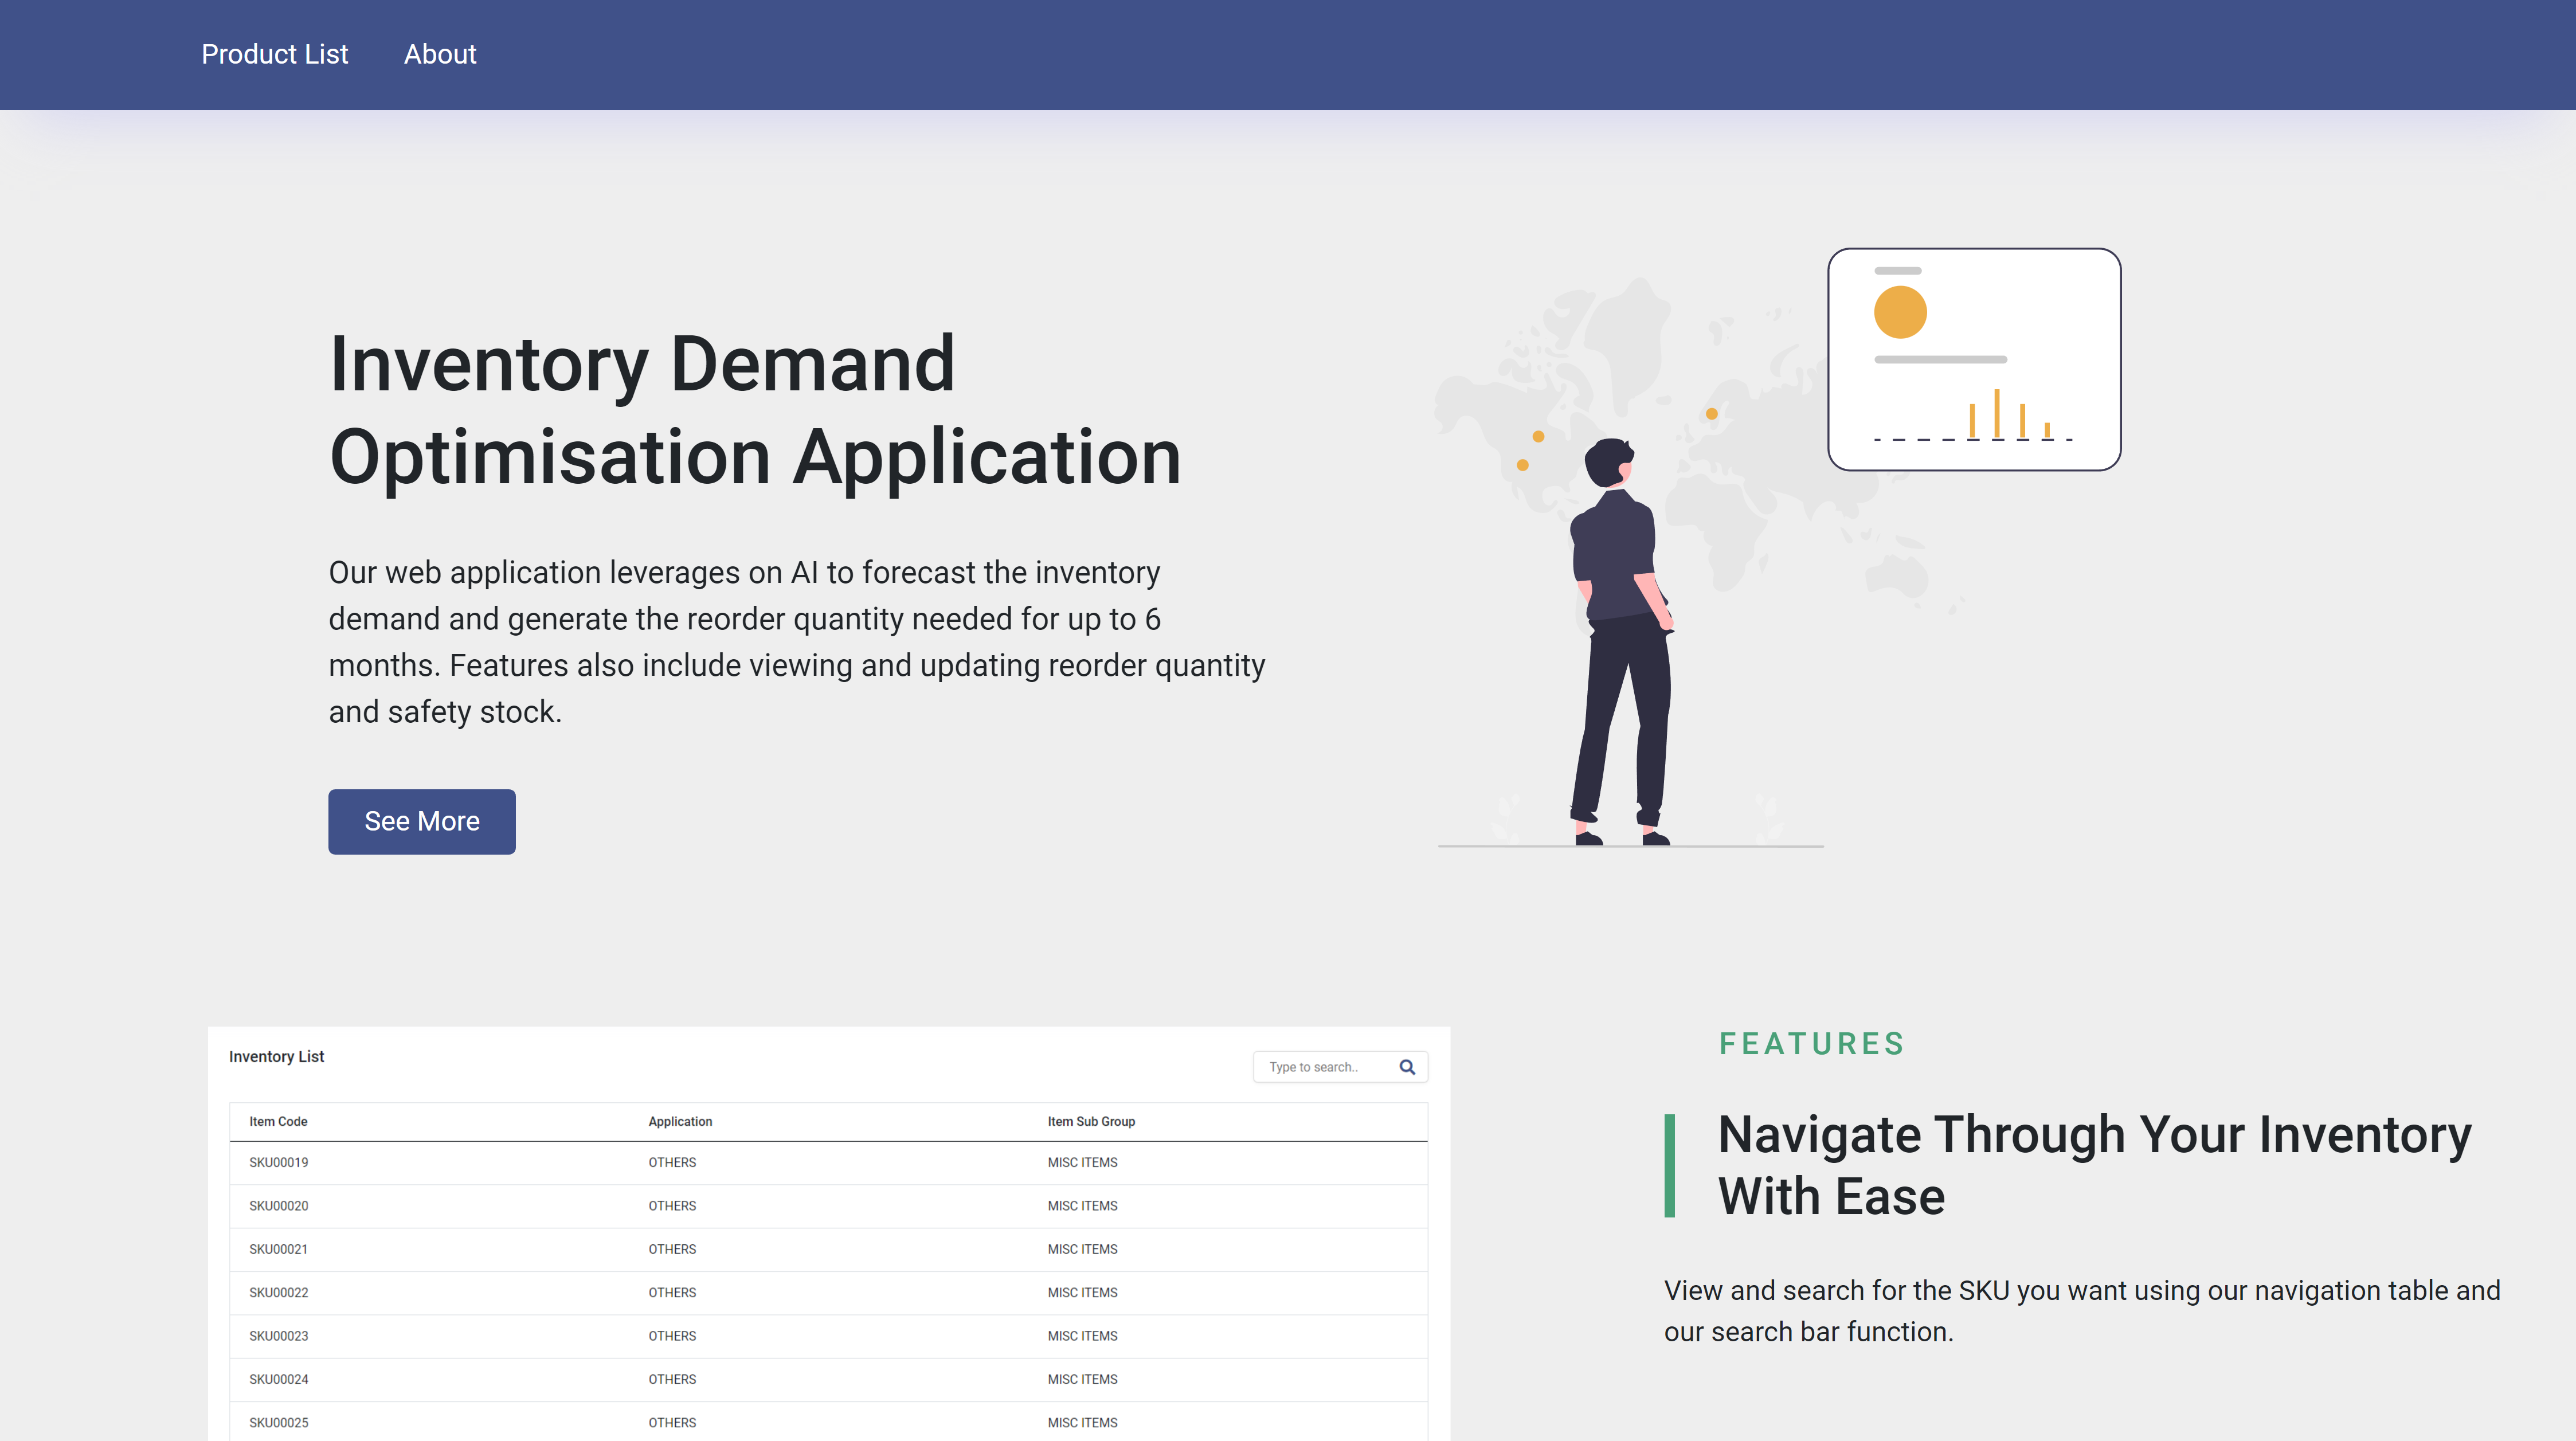 Product List About
Inventory Demand
Optimisation Application
Our web application leverages on AI to forecast the inventory
demand and generate the reorder quantity needed for up to 6
months. Features also include viewing and updating reorder quantity
and safety stock.
See More
Inventory List
Type to search..
Item Code Application Item Sub Group
SKU00019 OTHERS MISC ITEMS
SKU00020 OTHERS MISC ITEMS
SKU00021 OTHERS MISC ITEMS
SKU00022 OTHERS MISC ITEMS
SKU00023 OTHERS MISC ITEMS
SKU00024 OTHERS MISC ITEMS
SKU00025 OTHERS MISC ITEMS
FEATURES
Navigate Through Your Inventory
With Ease
View and search for the SKU you want using our navigation table and
our search bar function.